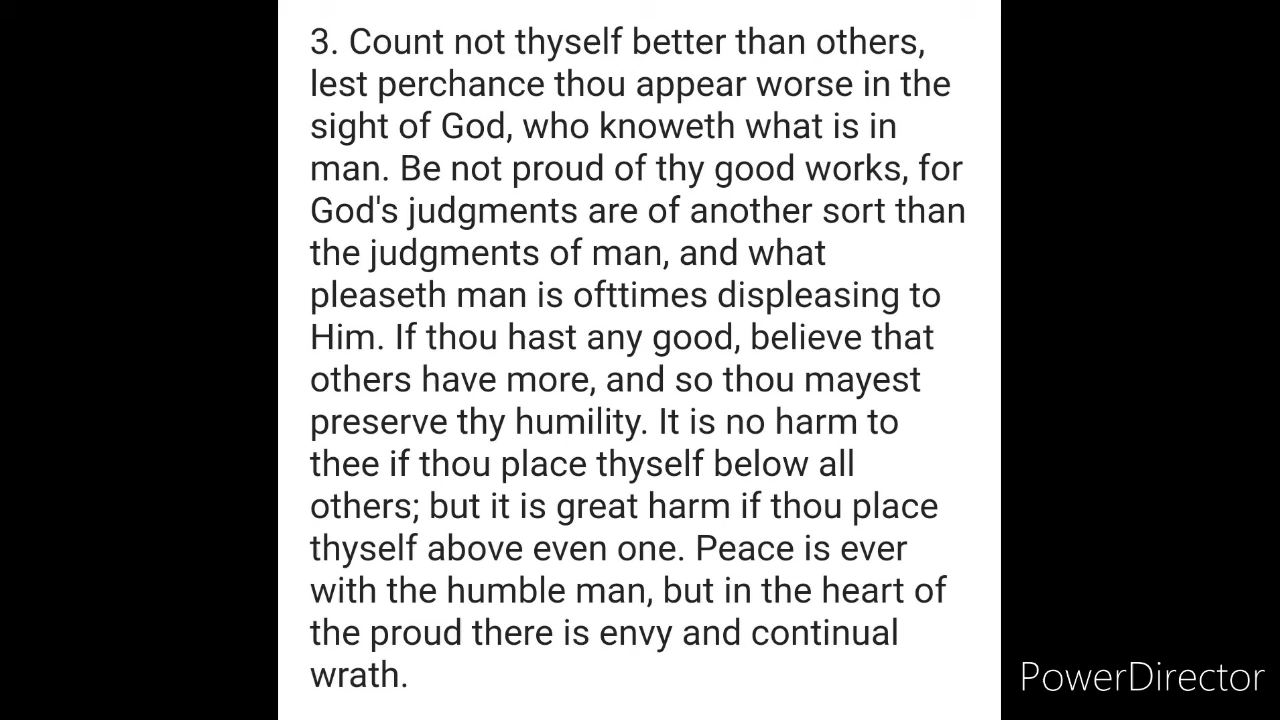 3. Count not thyself better than others,
lest perchance thou appear worse in the
sight of God, who knoweth what is in
man. Be not proud of thy good works, for
God's judgments are of another sort than
the judgments of man, and what
pleaseth man is ofttimes displeasing to
Him. If thou hast any good, believe that
others have more, and so thou mayest
preserve thy humility. It is no harm to
thee if thou place thyself below all
others; but it is great harm if thou place
thyself above even one. Peace is ever
with the humble man, but in the heart of
the proud there is envy and continual
wrath.
PowerDirector